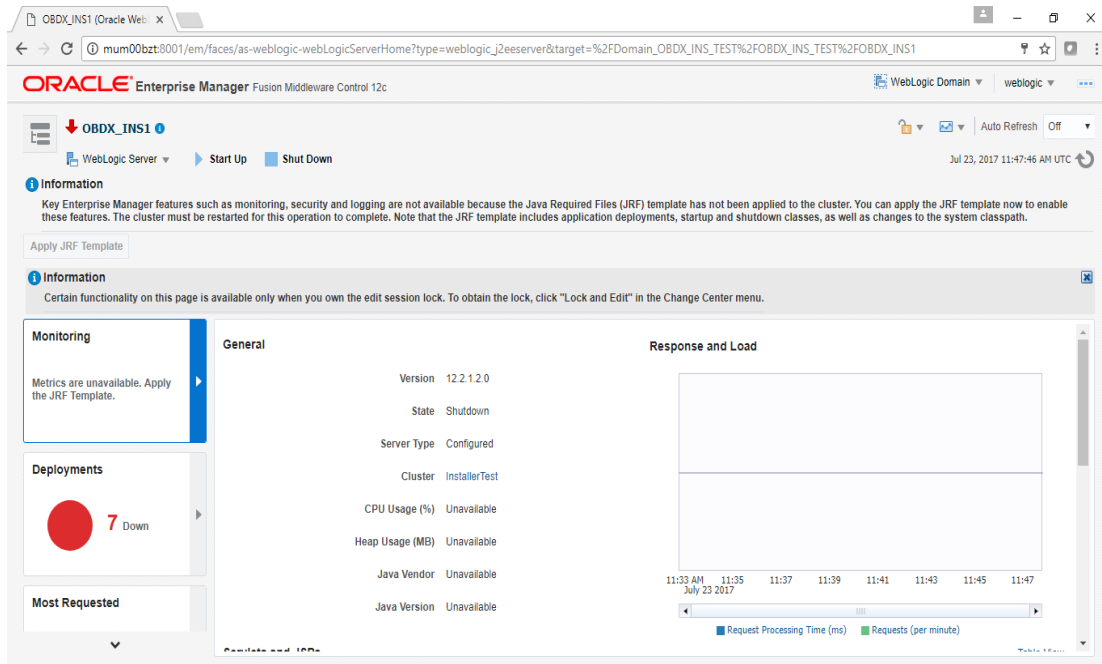 OBDX_INS1 (Oracle Web
mum00bzt:8001/em/faces/as-weblogic-webLogicServerHome?type=weblogic_j2eeserver&target=%2FDomain_OBDX_INS_TEST%2FOBDX_INS_TEST%2FOBDX_INS1
ORACLE Enterprise Manager Fusion Middleware Control 12c
WebLogic Domain
weblogic
OBDX_INS1
Auto Refresh Off
WebLogic Server
Start Up
Shut Down
Jul 23, 2017 11:47:46 AM UTC
Information
Key Enterprise Manager features such as monitoring, security and logging are not available because the Java Required Files (JRF) template has not been applied to the cluster. You can apply the JRF template now to enable
these features. The cluster must be restarted for this operation to complete. Note that the JRF template includes application deployments, startup and shutdown classes, as well as changes to the system classpath.
Apply JRF Template
Information
Certain functionality on this page is available only when you own the edit session lock. To obtain the lock, click "Lock and Edit" in the Change Center menu.
Monitoring
Metrics are unavailable. Apply
the JRF Template.
Deployments
7 Down
Most Requested
General
Version 12.2.1.2.0
State Shutdown
Server Type Configured
Cluster InstallerTest
CPU Usage (%) Unavailable
Heap Usage (MB) Unavailable
Java Vendor Unavailable
Java Version Unavailable
Servlets and JSPs
Response and Load
11:33 AM 11:35 11:37 11:39 11:41 11:43 11:45 11:47
July 23 2017
Request Processing Time (ms) Requests (per minute)
Table View